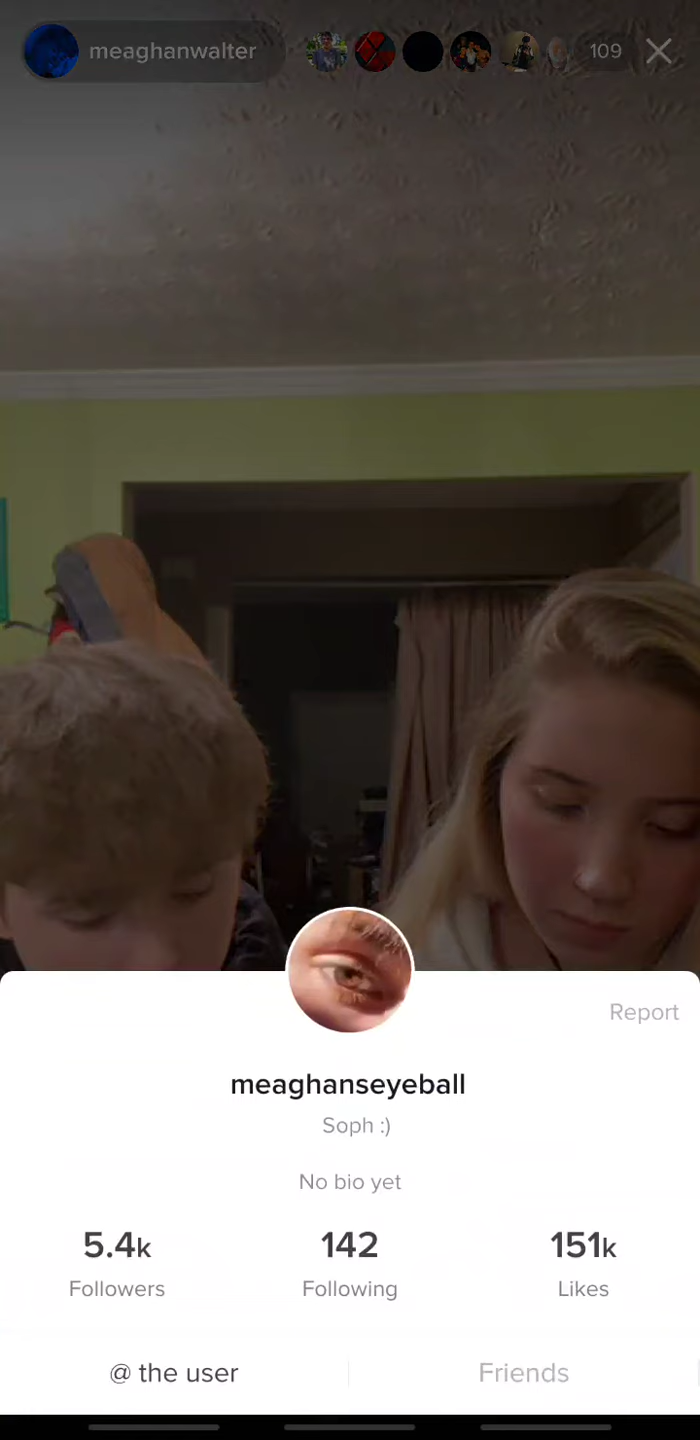 meaghanwalter
109
Report
meaghanseyeball
Soph :)
No bio yet
5.4k 142 151k
Followers Following Likes
@ the user Friends